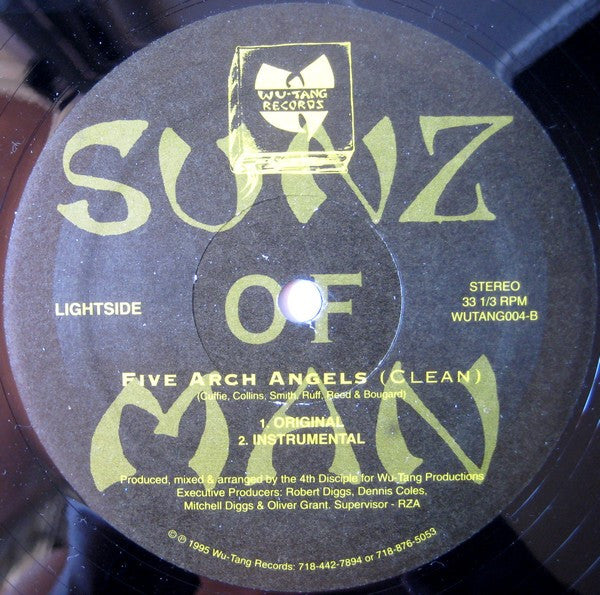 WU-TANG
RECORDS
SUNZ
OF
MAN
LIGHTSIDE
STEREO
33 1/3 RPM
WUTANG004-B
FIVE ARCH ANGELS (CLEAN)
(Cuffie, Collins, Smith, Ruff, Reed & Bougard)
1. ORIGINAL
2. INSTRUMENTAL
Produced, mixed & arranged by the 4th Disciple for Wu-Tang Productions
Executive Producers: Robert Diggs, Dennis Coles,
Mitchell Diggs & Oliver Grant. Supervisor - RZA
© ℗ 1995 Wu-Tang Records: 718-442-7894 or 718-876-5053